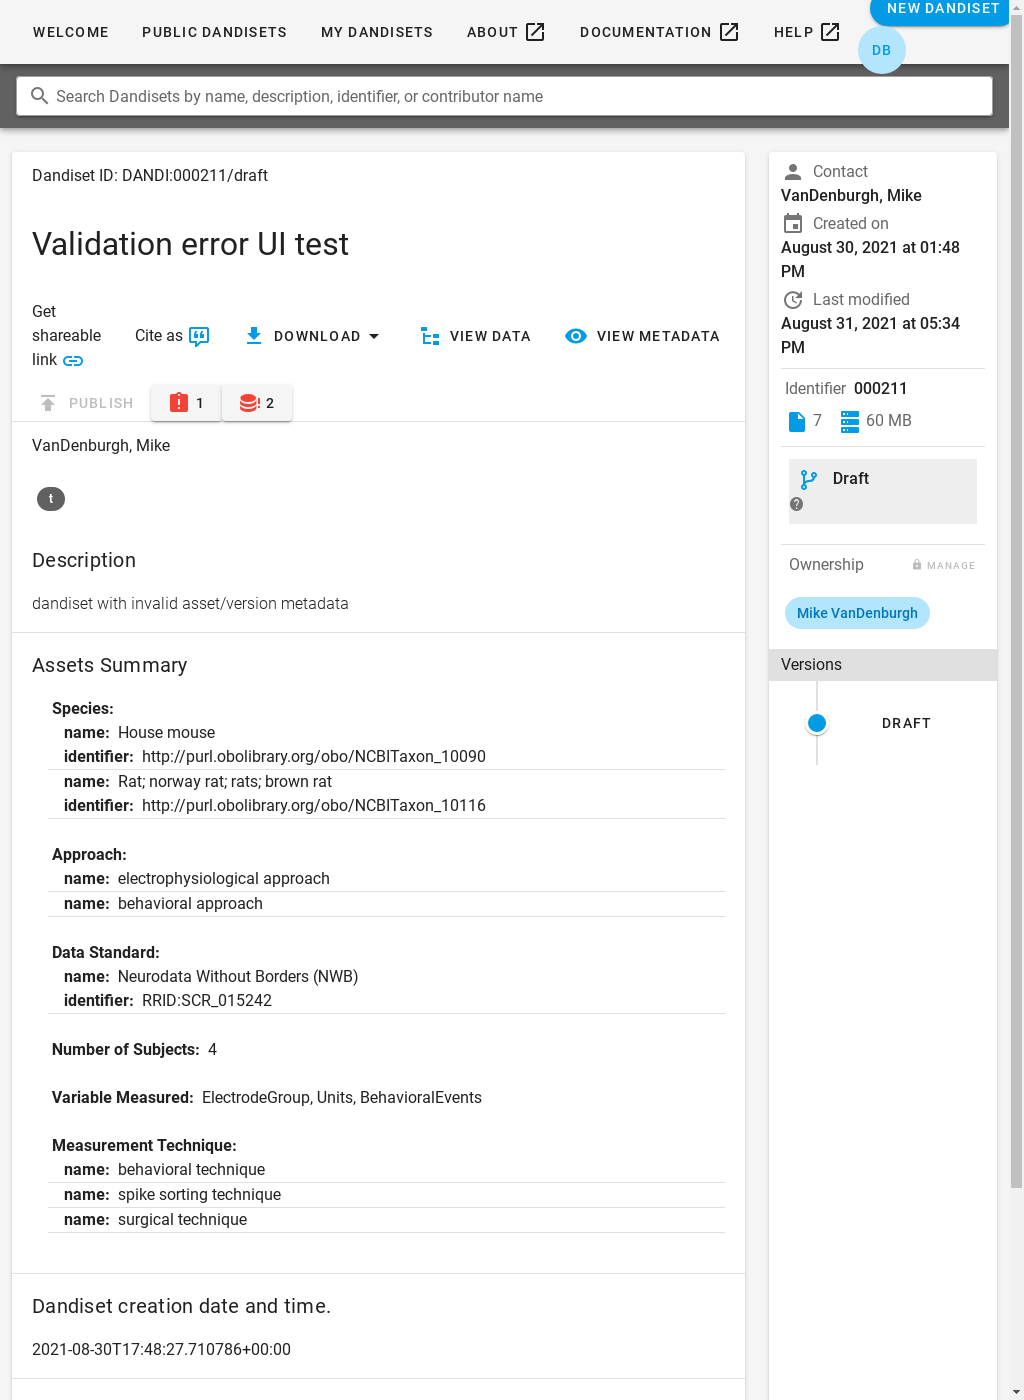 WELCOME
PUBLIC DANDISETS
MY DANDISETS
ABOUT
DOCUMENTATION
HELP
NEW DANDISET
DB
Search Dandisets by name, description, identifier, or contributor name
Dandiset ID: DANDI:000211/draft
Validation error UI test
Get
shareable
link
Cite as
DOWNLOAD
VIEW DATA
VIEW METADATA
PUBLISH
1
2
VanDenburgh, Mike
t
Description
dandiset with invalid asset/version metadata
Assets Summary
Species:
name: House mouse
identifier: http://purl.obolibrary.org/obo/NCBITaxon_10090
name: Rat; norway rat; rats; brown rat
identifier: http://purl.obolibrary.org/obo/NCBITaxon_10116
Approach:
name: electrophysiological approach
name: behavioral approach
Data Standard:
name: Neurodata Without Borders (NWB)
identifier: RRID:SCR_015242
Number of Subjects: 4
Variable Measured: ElectrodeGroup, Units, BehavioralEvents
Measurement Technique:
name: behavioral technique
name: spike sorting technique
name: surgical technique
Dandiset creation date and time.
2021-08-30T17:48:27.710786+00:00
Contact
VanDenburgh, Mike
Created on
August 30, 2021 at 01:48
PM
Last modified
August 31, 2021 at 05:34
PM
Identifier 000211
7
60 MB
Draft
Ownership
MANAGE
Mike VanDenburgh
Versions
DRAFT